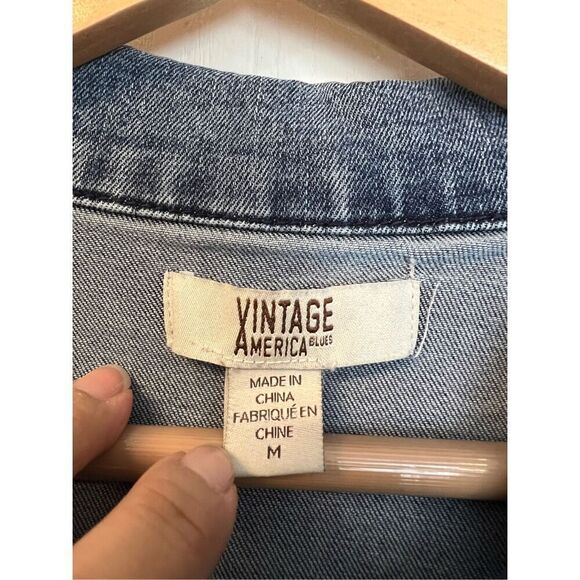 VINTAGE
AMERICA BLUES
MADE IN
CHINA
FABRIQUÉ EN
CHINE
M